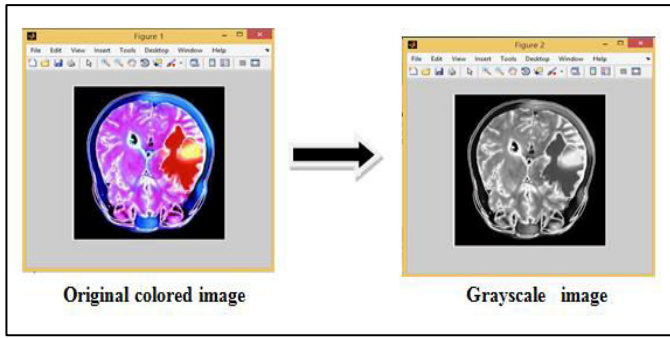 Figure 1
File Edit View Insert Tools Desktop Window Help
Figure 2
File Edit View Insert Tools Desktop Window Help
Original colored image
Grayscale image